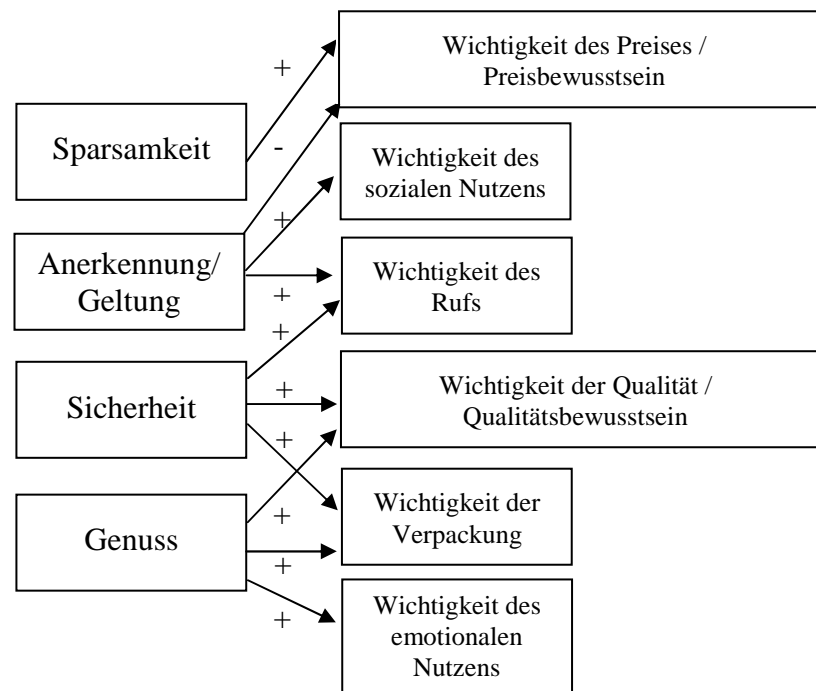 Sparsamkeit
Anerkennung/
Geltung
Sicherheit
Genuss
+
-
+
+
+
+
+
+
+
+
Wichtigkeit des Preises /
Preisbewusstsein
Wichtigkeit des
sozialen Nutzens
Wichtigkeit des
Rufs
Wichtigkeit der Qualität /
Qualitätsbewusstsein
Wichtigkeit der
Verpackung
Wichtigkeit des
emotionalen
Nutzens